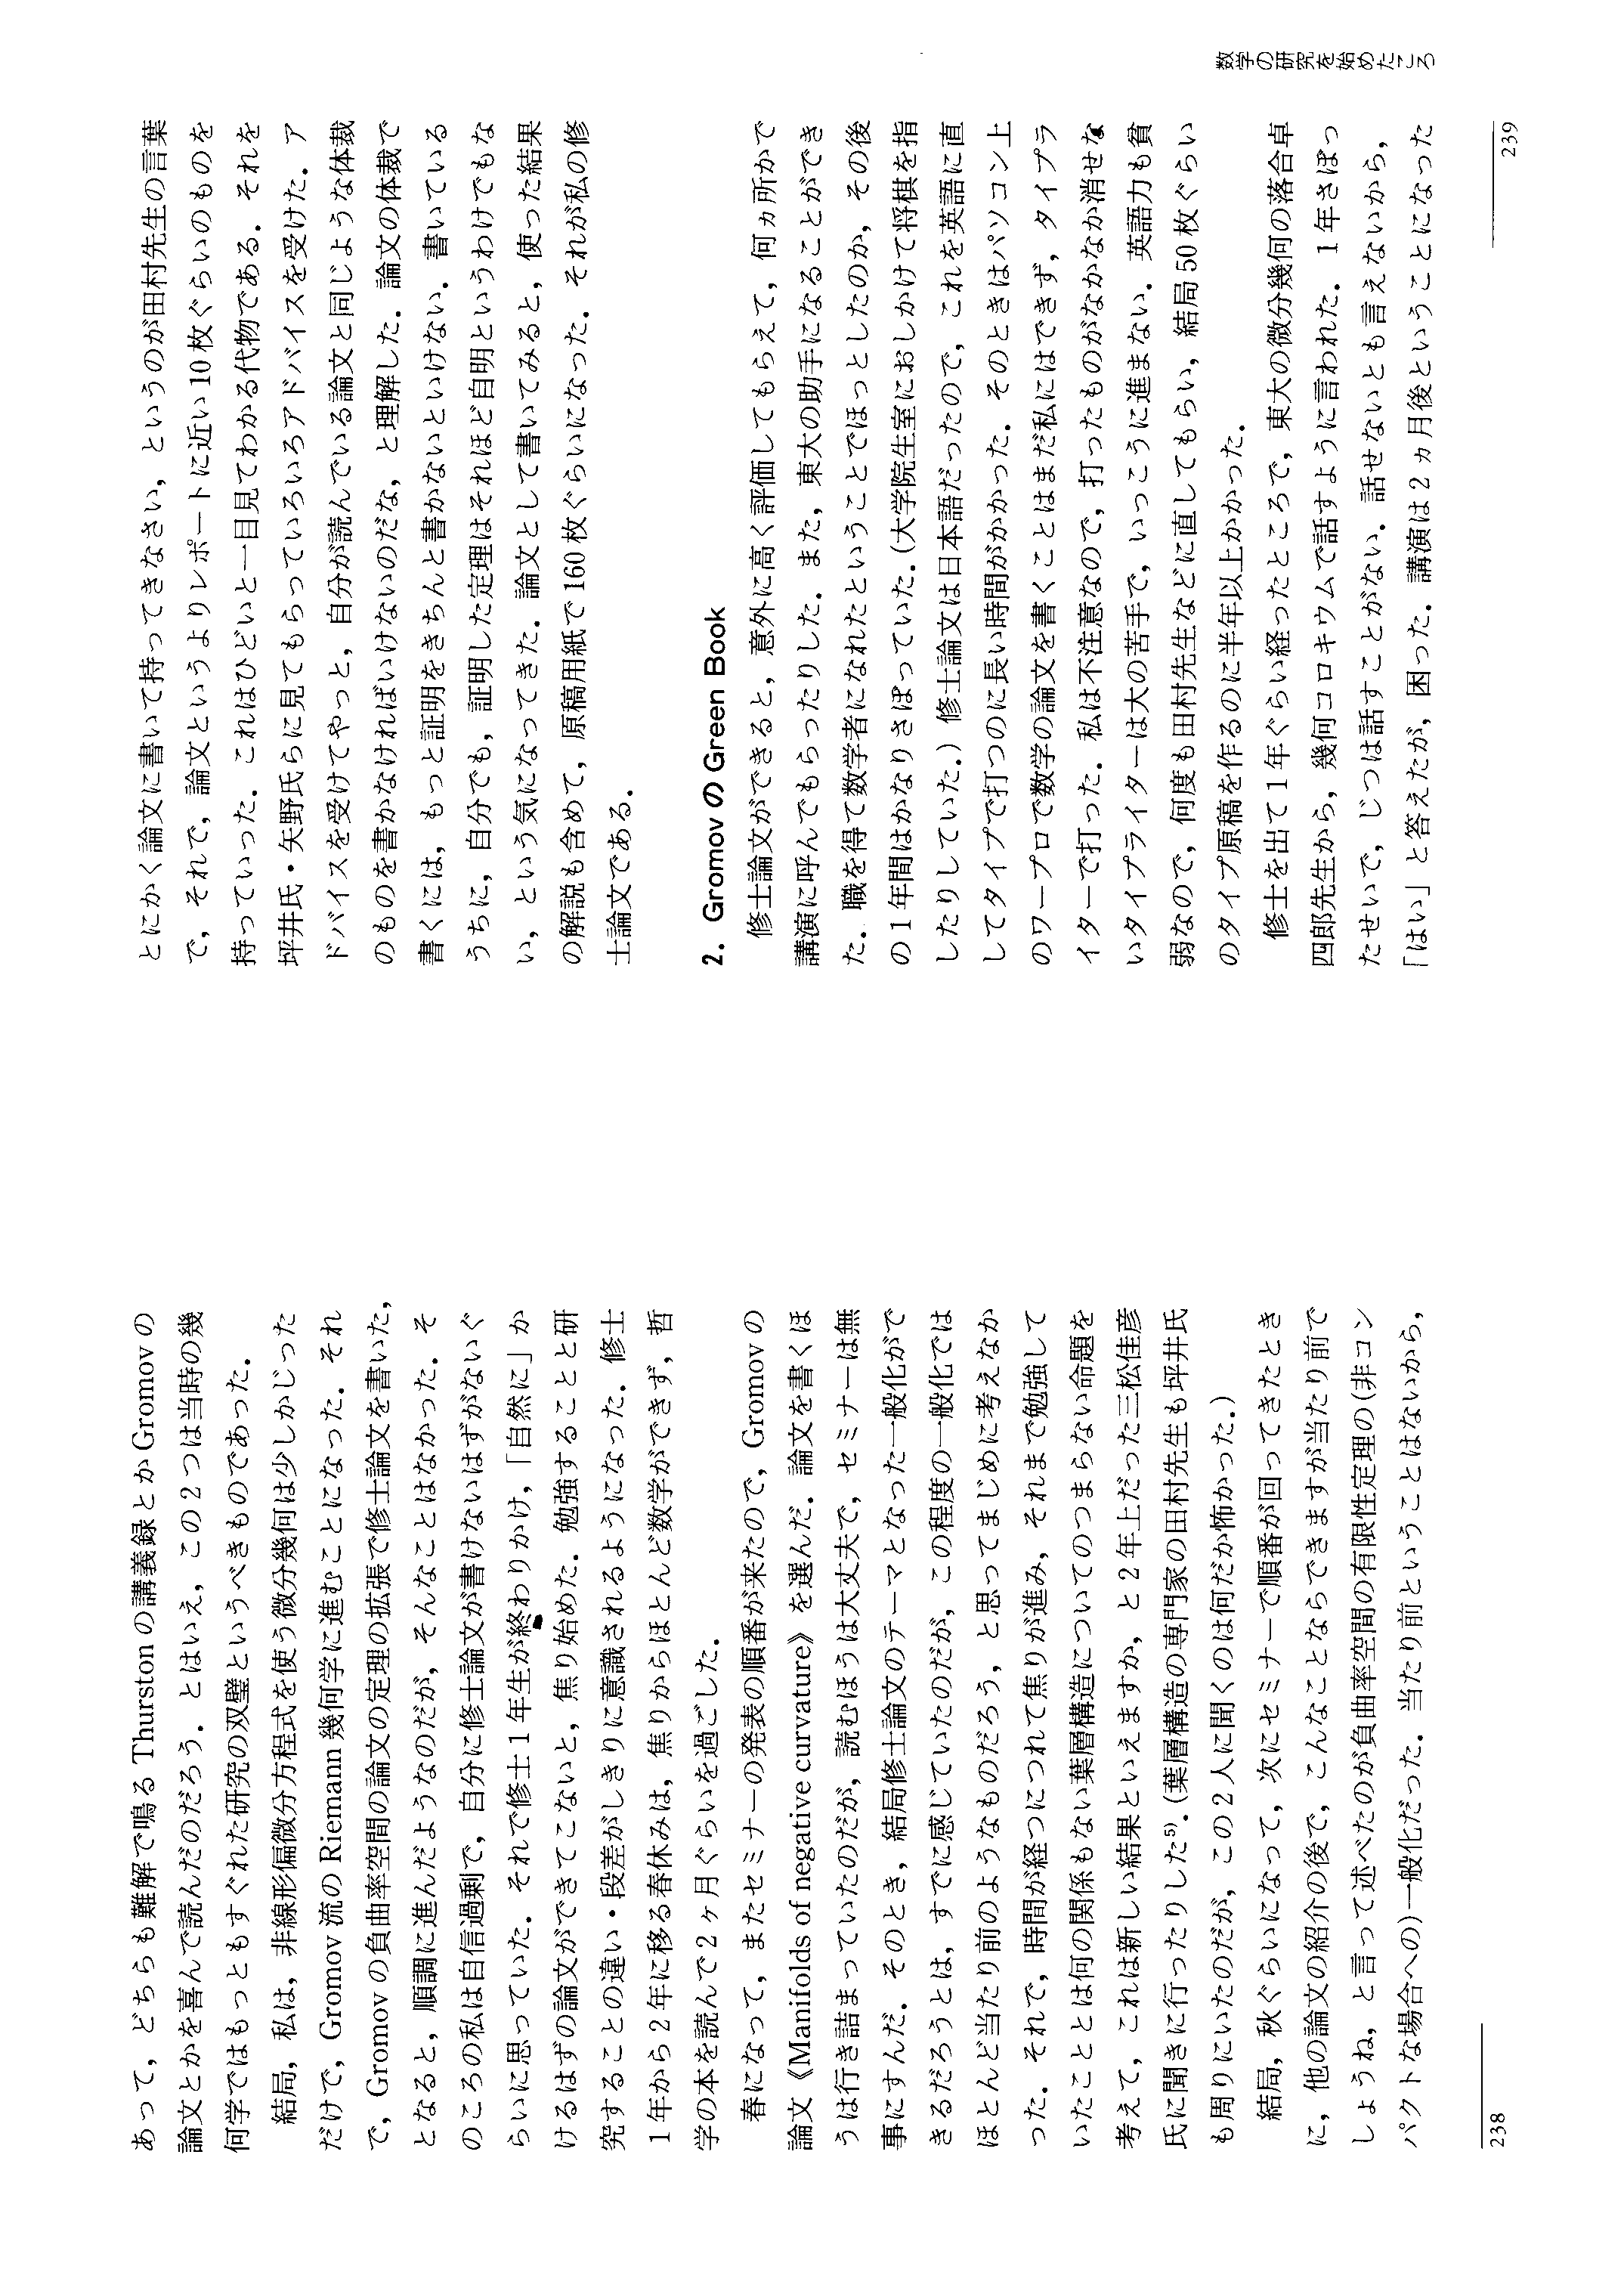 あって，どちらも難解で鳴る Thurston の講義録とか Gromov の
論文とかを喜んで読んだのだろう．とはいえ，この2つは当時の幾
何学ではもっともすぐれた研究の双璧というべきものであった．
結局，私は，非線形偏微分方程式を使う微分幾何は少しかじった
だけで，Gromov 流の Riemann 幾何学に進むことになった．それ
で，Gromov の負曲率空間の論文の定理の拡張で修士論文を書いた，
となると，順調に進んだようなのだが，そんなことはなかった．そ
のころの私は自信過剰で，自分に修士論文が書けないはずがないぐ
らいに思っていた．それで修士1年生が終わりかけ，「自然に」か
けるはずの論文ができてこないと，焦り始めた．勉強することと研
究することの違い・段差がしきりに意識されるようになった．修士
1年から2年に移る春休みは，焦りからほとんど数学ができず，哲
学の本を読んで2ヶ月ぐらいを過ごした．
春になって，またセミナーの発表の順番が来たので，Gromov の
論文《Manifolds of negative curvature》を選んだ．論文を書くほ
うは行き詰まっていたのだが，読むほうは大丈夫で，セミナーは無
事にすんだ．そのとき，結局修士論文のテーマとなった一般化がで
きるだろうとは，すでに感じていたのだが，この程度の一般化では
ほとんど当たり前のようなものだろう，と思ってまじめに考えなか
った．それで，時間が経つにつれて焦りが進み，それまで勉強して
いたこととは何の関係もない葉層構造についてのつまらない命題を
考えて，これは新しい結果といえますか，と2年上だった三松佳彦
氏に聞きに行ったりした5)．(葉層構造の専門家の田村先生も坪井氏
も周りにいたのだが，この2人に聞くのは何だか怖かった．)
結局，秋ぐらいになって，次にセミナーで順番が回ってきたとき
に，他の論文の紹介の後で，こんなことならできますが当たり前で
しょうね，と言って述べたのが負曲率空間の有限性定理の(非コン
パクトな場合への)一般化だった．当たり前ということはないから，
238
数学の研究を始めたころ
とにかく論文に書いて持ってきなさい，というのが田村先生の言葉
で，それで，論文というよりレポートに近い10枚ぐらいのものを
持っていった．これはひどいと一目見てわかる代物である．それを
坪井氏・矢野氏らに見てもらっていろいろアドバイスを受けた．ア
ドバイスを受けてやっと，自分が読んでいる論文と同じような体裁
のものを書かなければいけないのだな，と理解した．論文の体裁で
書くには，もっと証明をきちんと書かないといけない．書いている
うちに，自分でも，証明した定理はそれほど自明というわけでもな
い，という気になってきた．論文として書いてみると，使った結果
の解説も含めて，原稿用紙で160枚ぐらいになった．それが私の修
士論文である．
2．Gromov の Green Book
修士論文ができると，意外に高く評価してもらえて，何ヵ所かで
講演に呼んでもらったりした．また，東大の助手になることができ
た．職を得て数学者になれたということでほっとしたのか，その後
の1年間はかなりさぼっていた．(大学院生室におしかけて将棋を指
したりしていた．) 修士論文は日本語だったので，これを英語に直
してタイプで打つのに長い時間がかかった．そのときはパソコン上
のワープロで数学の論文を書くことはまだ私にはできず，タイプラ
イターで打った．私は不注意なので，打ったものがなかなか消せな
いタイプライターは大の苦手で，いっこうに進まない．英語力も貧
弱なので，何度も田村先生などに直してもらい，結局50枚ぐらい
のタイプ原稿を作るのに半年以上かかった．
修士を出て1年ぐらい経ったところで，東大の微分幾何の落合卓
四郎先生から，幾何コロキウムで話すように言われた．1年さぼっ
たせいで，じつは話すことがない．話せないとも言えないから，
「はい」と答えたが，困った．講演は2ヵ月後ということになった
239